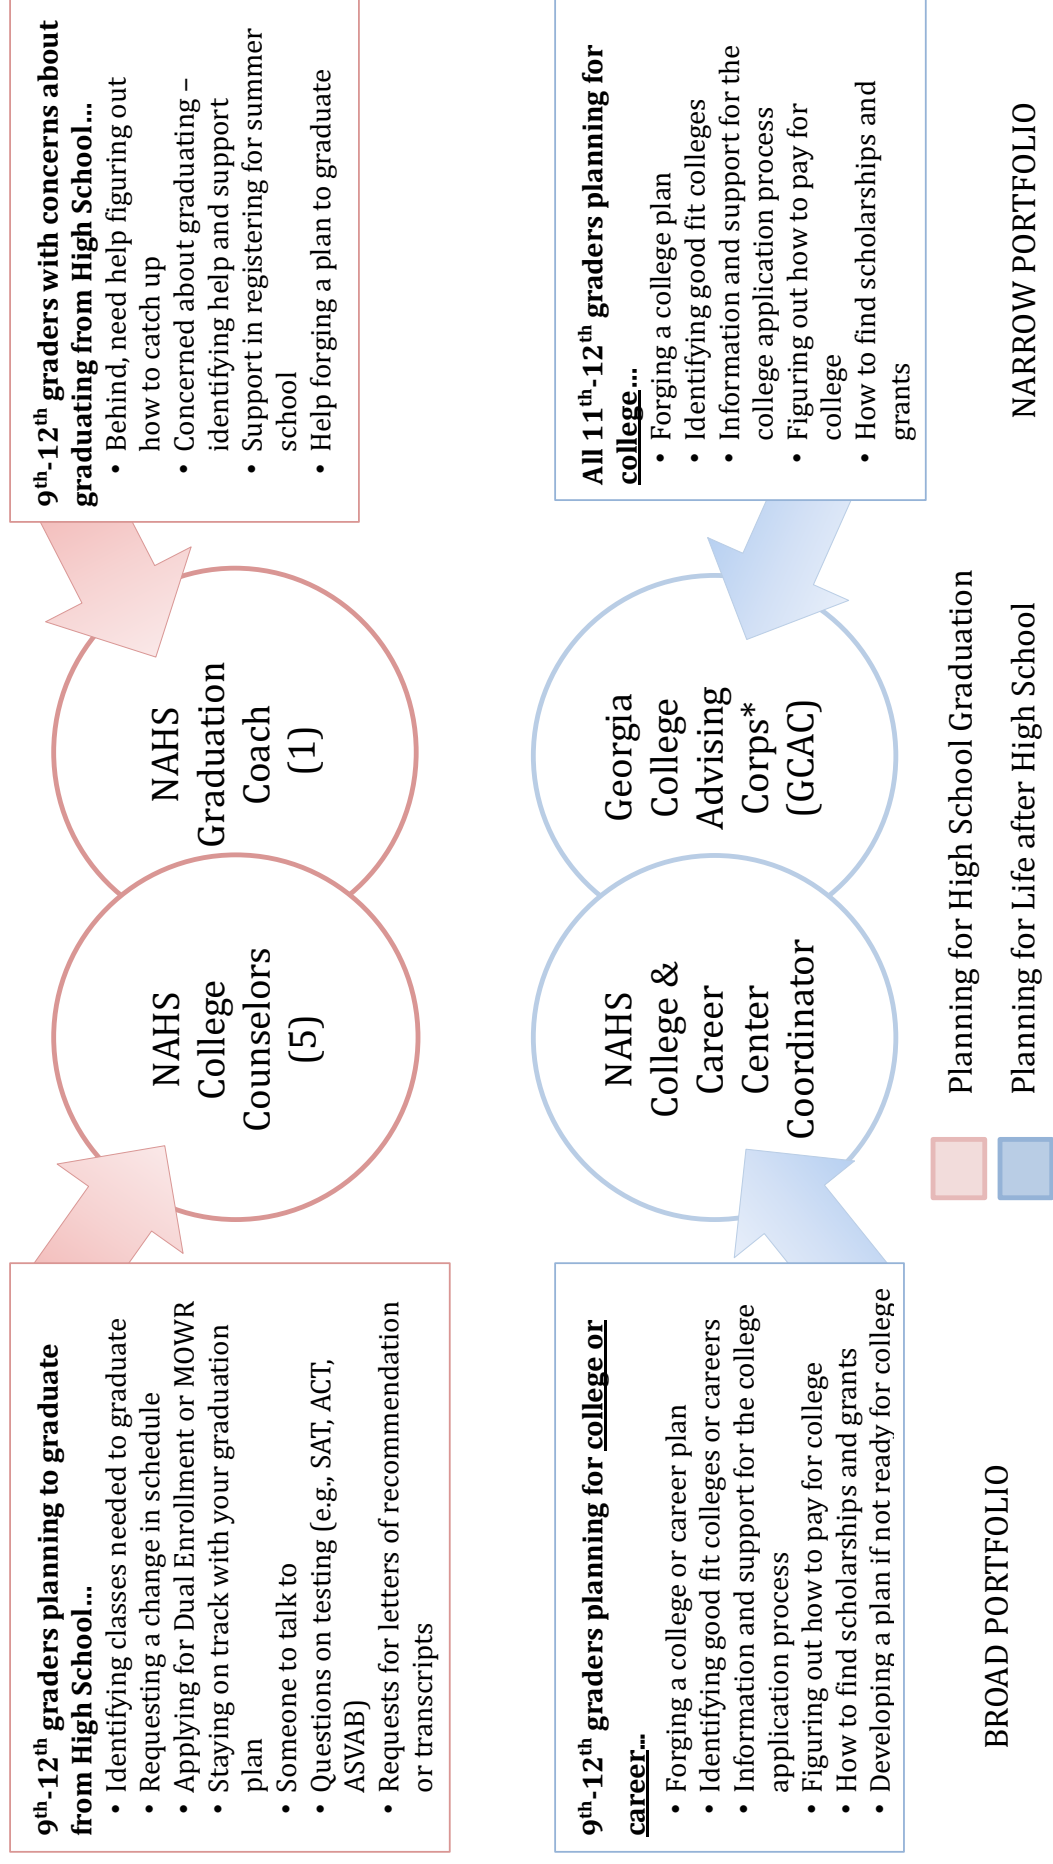 9th-12th graders planning to graduate
from High School…
• Identifying classes needed to graduate
• Requesting a change in schedule
• Applying for Dual Enrollment or MOWR
• Staying on track with your graduation
plan
• Someone to talk to
• Questions on testing (e.g., SAT, ACT,
ASVAB)
• Requests for letters of recommendation
or transcripts
NAHS
College
Counselors
(5)
NAHS
Graduation
Coach
(1)
9th-12th graders with concerns about
graduating from High School…
• Behind, need help figuring out
how to catch up
• Concerned about graduating –
identifying help and support
• Support in registering for summer
school
• Help forging a plan to graduate
9th-12th graders planning for college or
career…
• Forging a college or career plan
• Identifying good fit colleges or careers
• Information and support for the college
application process
• Figuring out how to pay for college
• How to find scholarships and grants
• Developing a plan if not ready for college
NAHS
College &
Career
Center
Coordinator
Georgia
College
Advising
Corps*
(GCAC)
All 11th-12th graders planning for
college…
• Forging a college plan
• Identifying good fit colleges
• Information and support for the
college application process
• Figuring out how to pay for
college
• How to find scholarships and
grants
BROAD PORTFOLIO
Planning for High School Graduation
Planning for Life after High School
NARROW PORTFOLIO